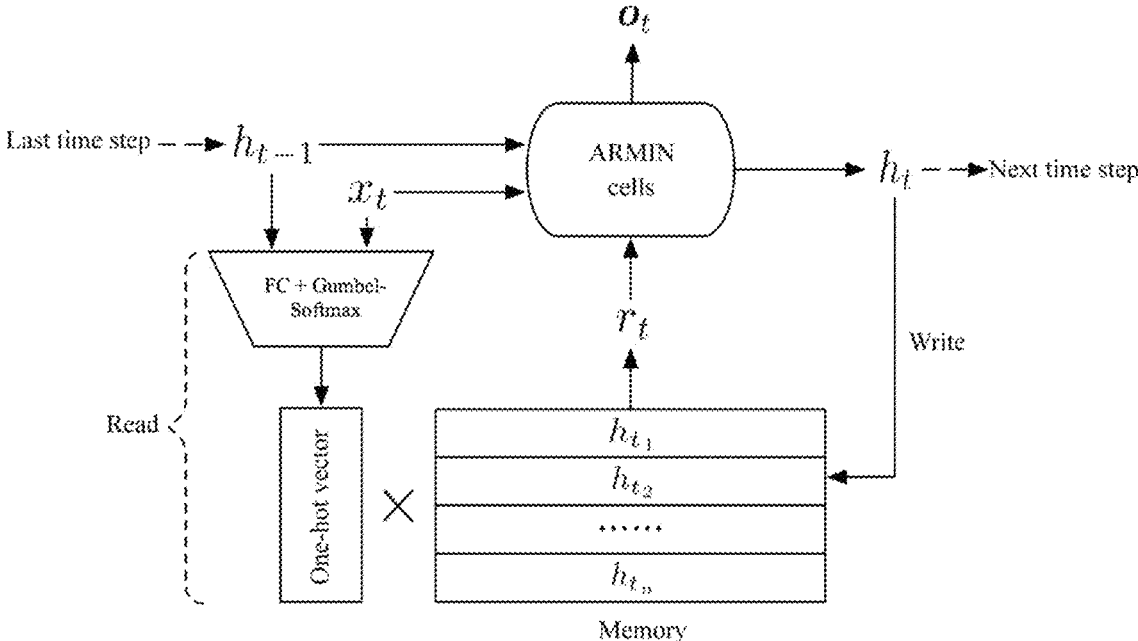 o_t
Last time step
h_{t-1}
ARMIN
cells
h_t
Next time step
x_t
FC + Gumbel-
Softmax
r_t
Write
Read
One-hot vector
×
h_{t_1}
h_{t_2}
......
h_{t_n}
Memory